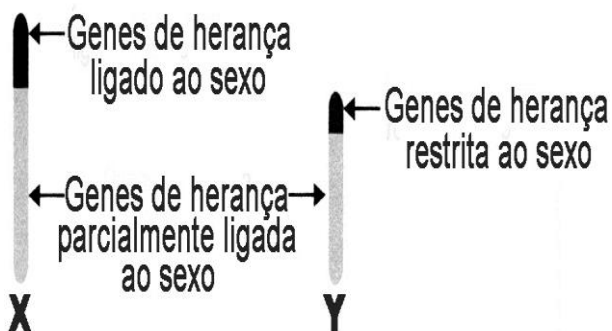 Genes de herança
ligado ao sexo
Genes de herança
restrita ao sexo
Genes de herança
parcialmente ligada
ao sexo
X
Y